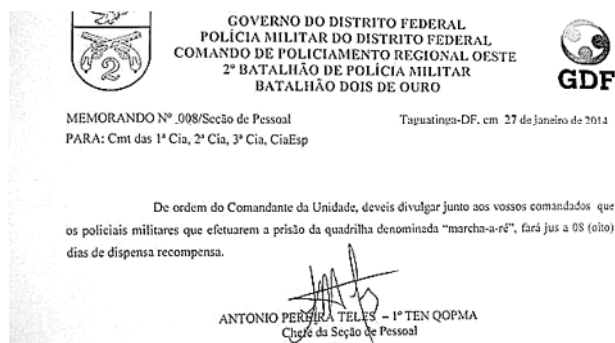 GOVERNO DO DISTRITO FEDERAL
POLÍCIA MILITAR DO DISTRITO FEDERAL
COMANDO DE POLICIAMENTO REGIONAL OESTE
2º BATALHÃO DE POLÍCIA MILITAR
BATALHÃO DOIS DE OURO
2
GDF
MEMORANDO Nº .008/Seção de Pessoal
Taguatinga-DF, em 27 de janeiro de 2014
PARA: Cmt das 1ª Cia, 2ª Cia, 3ª Cia, CiaEsp
De ordem do Comandante da Unidade, deveis divulgar junto aos vossos comandados que
os policiais militares que efetuarem a prisão da quadrilha denominada “marcha-a-ré”, fará jus a 08 (oito)
dias de dispensa recompensa.
ANTONIO PEREIRA TELES – 1º TEN QOPMA
Chefe da Seção de Pessoal